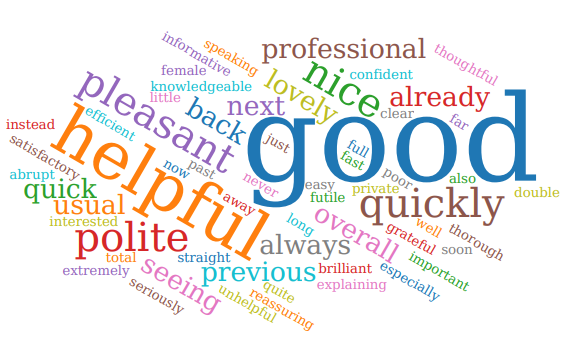 informative
speaking
professional
thoughtful
female
knowledgeable
little
lovely
nice
confident
already
pleasant
back
next
clear
far
good
instead
efficient
helpful
just
full
fast
satisfactory
abrupt
quick
now
past
never
easy
futile
private
poor
also
double
usual
interested
away
quickly
polite
long
overall
always
well
grateful
thorough
soon
total
extremely
straight
previous
brilliant
explaining
especially
important
seeing
seriously
unhelpful
quite
reassuring